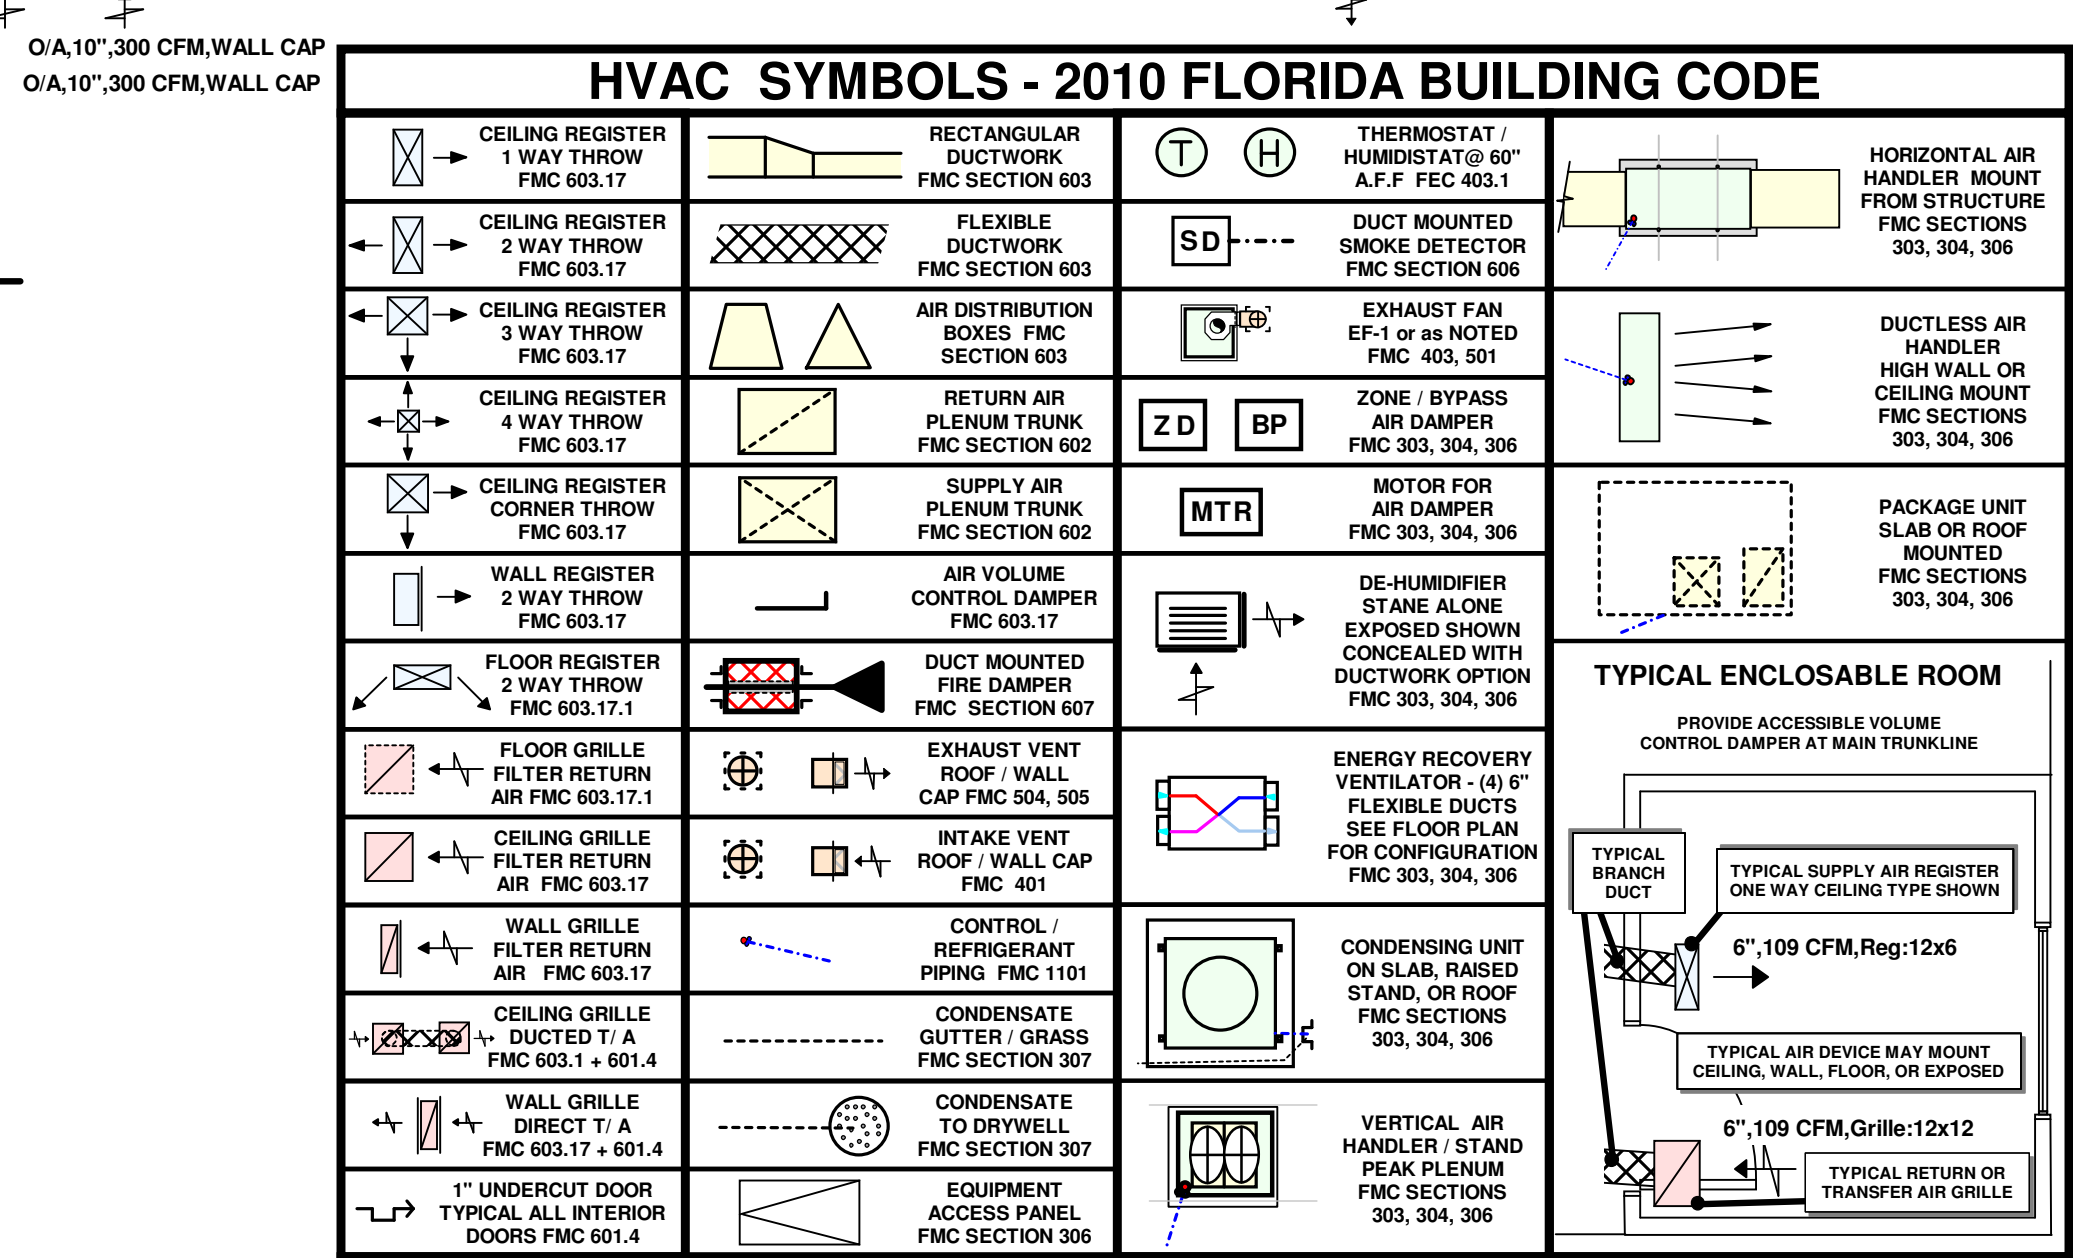 O/A,10",300 CFM,WALL CAP
O/A,10",300 CFM,WALL CAP
HVAC SYMBOLS - 2010 FLORIDA BUILDING CODE
CEILING REGISTER
1 WAY THROW
FMC 603.17
CEILING REGISTER
2 WAY THROW
FMC 603.17
CEILING REGISTER
3 WAY THROW
FMC 603.17
CEILING REGISTER
4 WAY THROW
FMC 603.17
CEILING REGISTER
CORNER THROW
FMC 603.17
WALL REGISTER
2 WAY THROW
FMC 603.17
FLOOR REGISTER
2 WAY THROW
FMC 603.17.1
FLOOR GRILLE
FILTER RETURN
AIR FMC 603.17.1
CEILING GRILLE
FILTER RETURN
AIR FMC 603.17
WALL GRILLE
FILTER RETURN
AIR FMC 603.17
CEILING GRILLE
DUCTED T/ A
FMC 603.1 + 601.4
WALL GRILLE
DIRECT T/ A
FMC 603.17 + 601.4
1" UNDERCUT DOOR
TYPICAL ALL INTERIOR
DOORS FMC 601.4
RECTANGULAR
DUCTWORK
FMC SECTION 603
FLEXIBLE
DUCTWORK
FMC SECTION 603
AIR DISTRIBUTION
BOXES FMC
SECTION 603
RETURN AIR
PLENUM TRUNK
FMC SECTION 602
SUPPLY AIR
PLENUM TRUNK
FMC SECTION 602
AIR VOLUME
CONTROL DAMPER
FMC 603.17
DUCT MOUNTED
FIRE DAMPER
FMC SECTION 607
EXHAUST VENT
ROOF / WALL
CAP FMC 504, 505
INTAKE VENT
ROOF / WALL CAP
FMC 401
CONTROL /
REFRIGERANT
PIPING FMC 1101
CONDENSATE
GUTTER / GRASS
FMC SECTION 307
CONDENSATE
TO DRYWELL
FMC SECTION 307
EQUIPMENT
ACCESS PANEL
FMC SECTION 306
T H
THERMOSTAT /
HUMIDISTAT@ 60"
A.F.F FEC 403.1
SD
DUCT MOUNTED
SMOKE DETECTOR
FMC SECTION 606
EXHAUST FAN
EF-1 or as NOTED
FMC 403, 501
ZD BP
ZONE / BYPASS
AIR DAMPER
FMC 303, 304, 306
MTR
MOTOR FOR
AIR DAMPER
FMC 303, 304, 306
DE-HUMIDIFIER
STANE ALONE
EXPOSED SHOWN
CONCEALED WITH
DUCTWORK OPTION
FMC 303, 304, 306
ENERGY RECOVERY
VENTILATOR - (4) 6"
FLEXIBLE DUCTS
SEE FLOOR PLAN
FOR CONFIGURATION
FMC 303, 304, 306
CONDENSING UNIT
ON SLAB, RAISED
STAND, OR ROOF
FMC SECTIONS
303, 304, 306
VERTICAL AIR
HANDLER / STAND
PEAK PLENUM
FMC SECTIONS
303, 304, 306
HORIZONTAL AIR
HANDLER MOUNT
FROM STRUCTURE
FMC SECTIONS
303, 304, 306
DUCTLESS AIR
HANDLER
HIGH WALL OR
CEILING MOUNT
FMC SECTIONS
303, 304, 306
PACKAGE UNIT
SLAB OR ROOF
MOUNTED
FMC SECTIONS
303, 304, 306
TYPICAL ENCLOSABLE ROOM
PROVIDE ACCESSIBLE VOLUME
CONTROL DAMPER AT MAIN TRUNKLINE
TYPICAL
BRANCH
DUCT
TYPICAL SUPPLY AIR REGISTER
ONE WAY CEILING TYPE SHOWN
6",109 CFM,Reg:12x6
TYPICAL AIR DEVICE MAY MOUNT
CEILING, WALL, FLOOR, OR EXPOSED
6",109 CFM,Grille:12x12
TYPICAL RETURN OR
TRANSFER AIR GRILLE